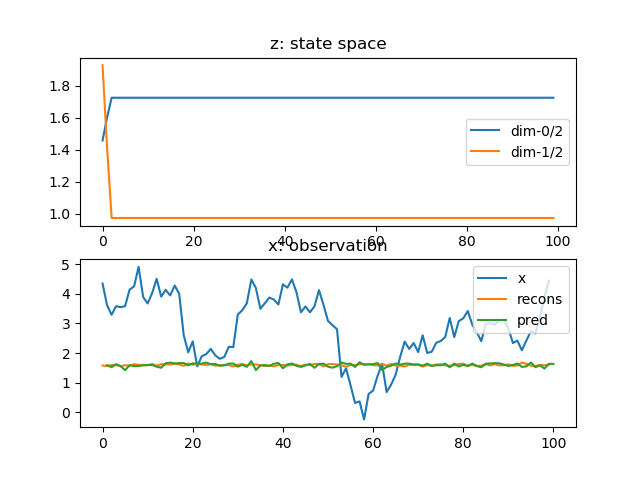 z: state space
1.8
1.6
1.4
1.2
1.0
dim-0/2
dim-1/2
0 20 40 60 80 100
x: observation
5
4
3
2
1
0
x
recons
pred
0 20 40 60 80 100